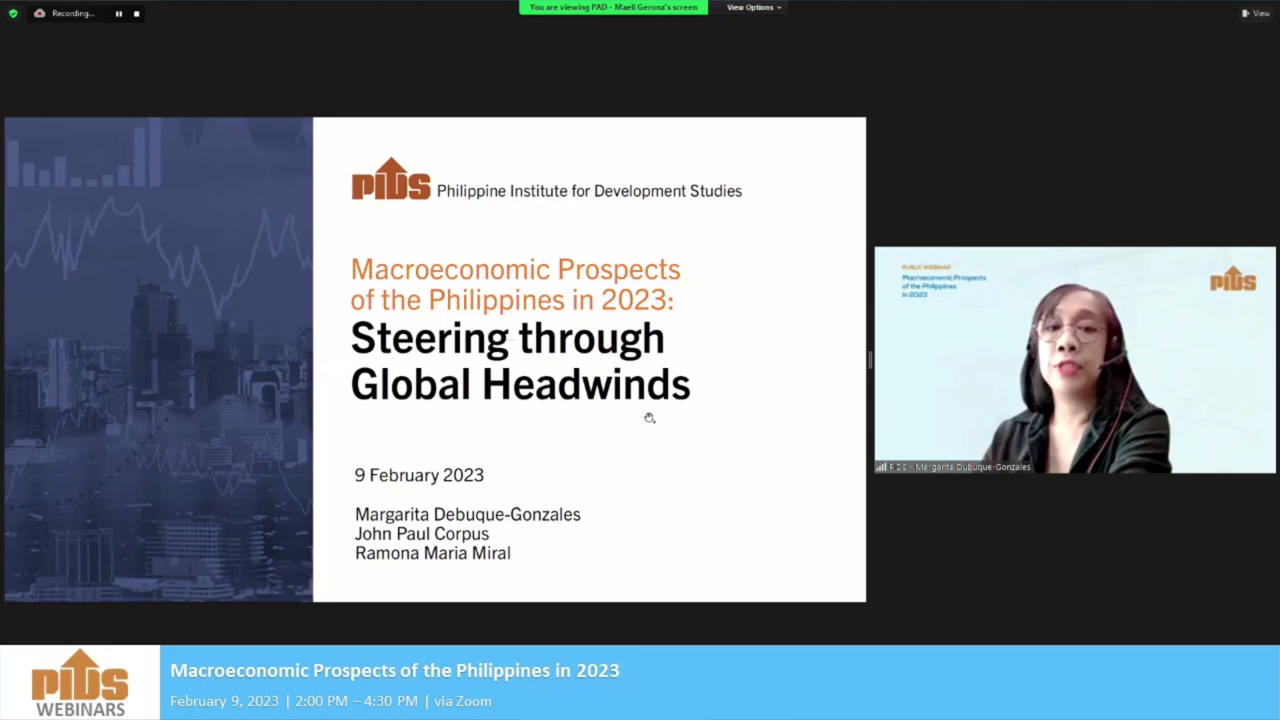 Recording...
You are viewing PAD - Maeli Gerona's screen
View Options
View
PIDS
Philippine Institute for Development Studies
Macroeconomic Prospects
of the Philippines in 2023:
Steering through
Global Headwinds
9 February 2023
Margarita Debuque-Gonzales
John Paul Corpus
Ramona Maria Miral
PUBLIC WEBINAR:
Macroeconomic Prospects
of the Philippines
in 2023
PIDS
PIDS - Margarita Dubuque-Gonzales
PIDS
WEBINARS
Macroeconomic Prospects of the Philippines in 2023
February 9, 2023 | 2:00 PM – 4:30 PM | via Zoom